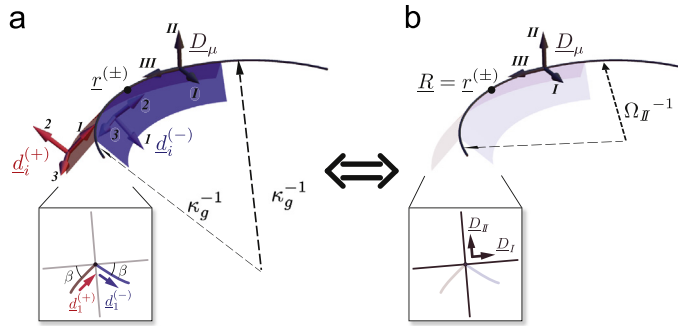 a
II
D_μ
III
I
r^(±)
2
1
3
d_i^(+)
2
3
1
d_i^(−)
κ_g^−1
κ_g^−1
β
β
d_1^(+)
d_1^(−)
b
II
D_μ
III
I
R = r^(±)
Ω_II^−1
D_II
D_I